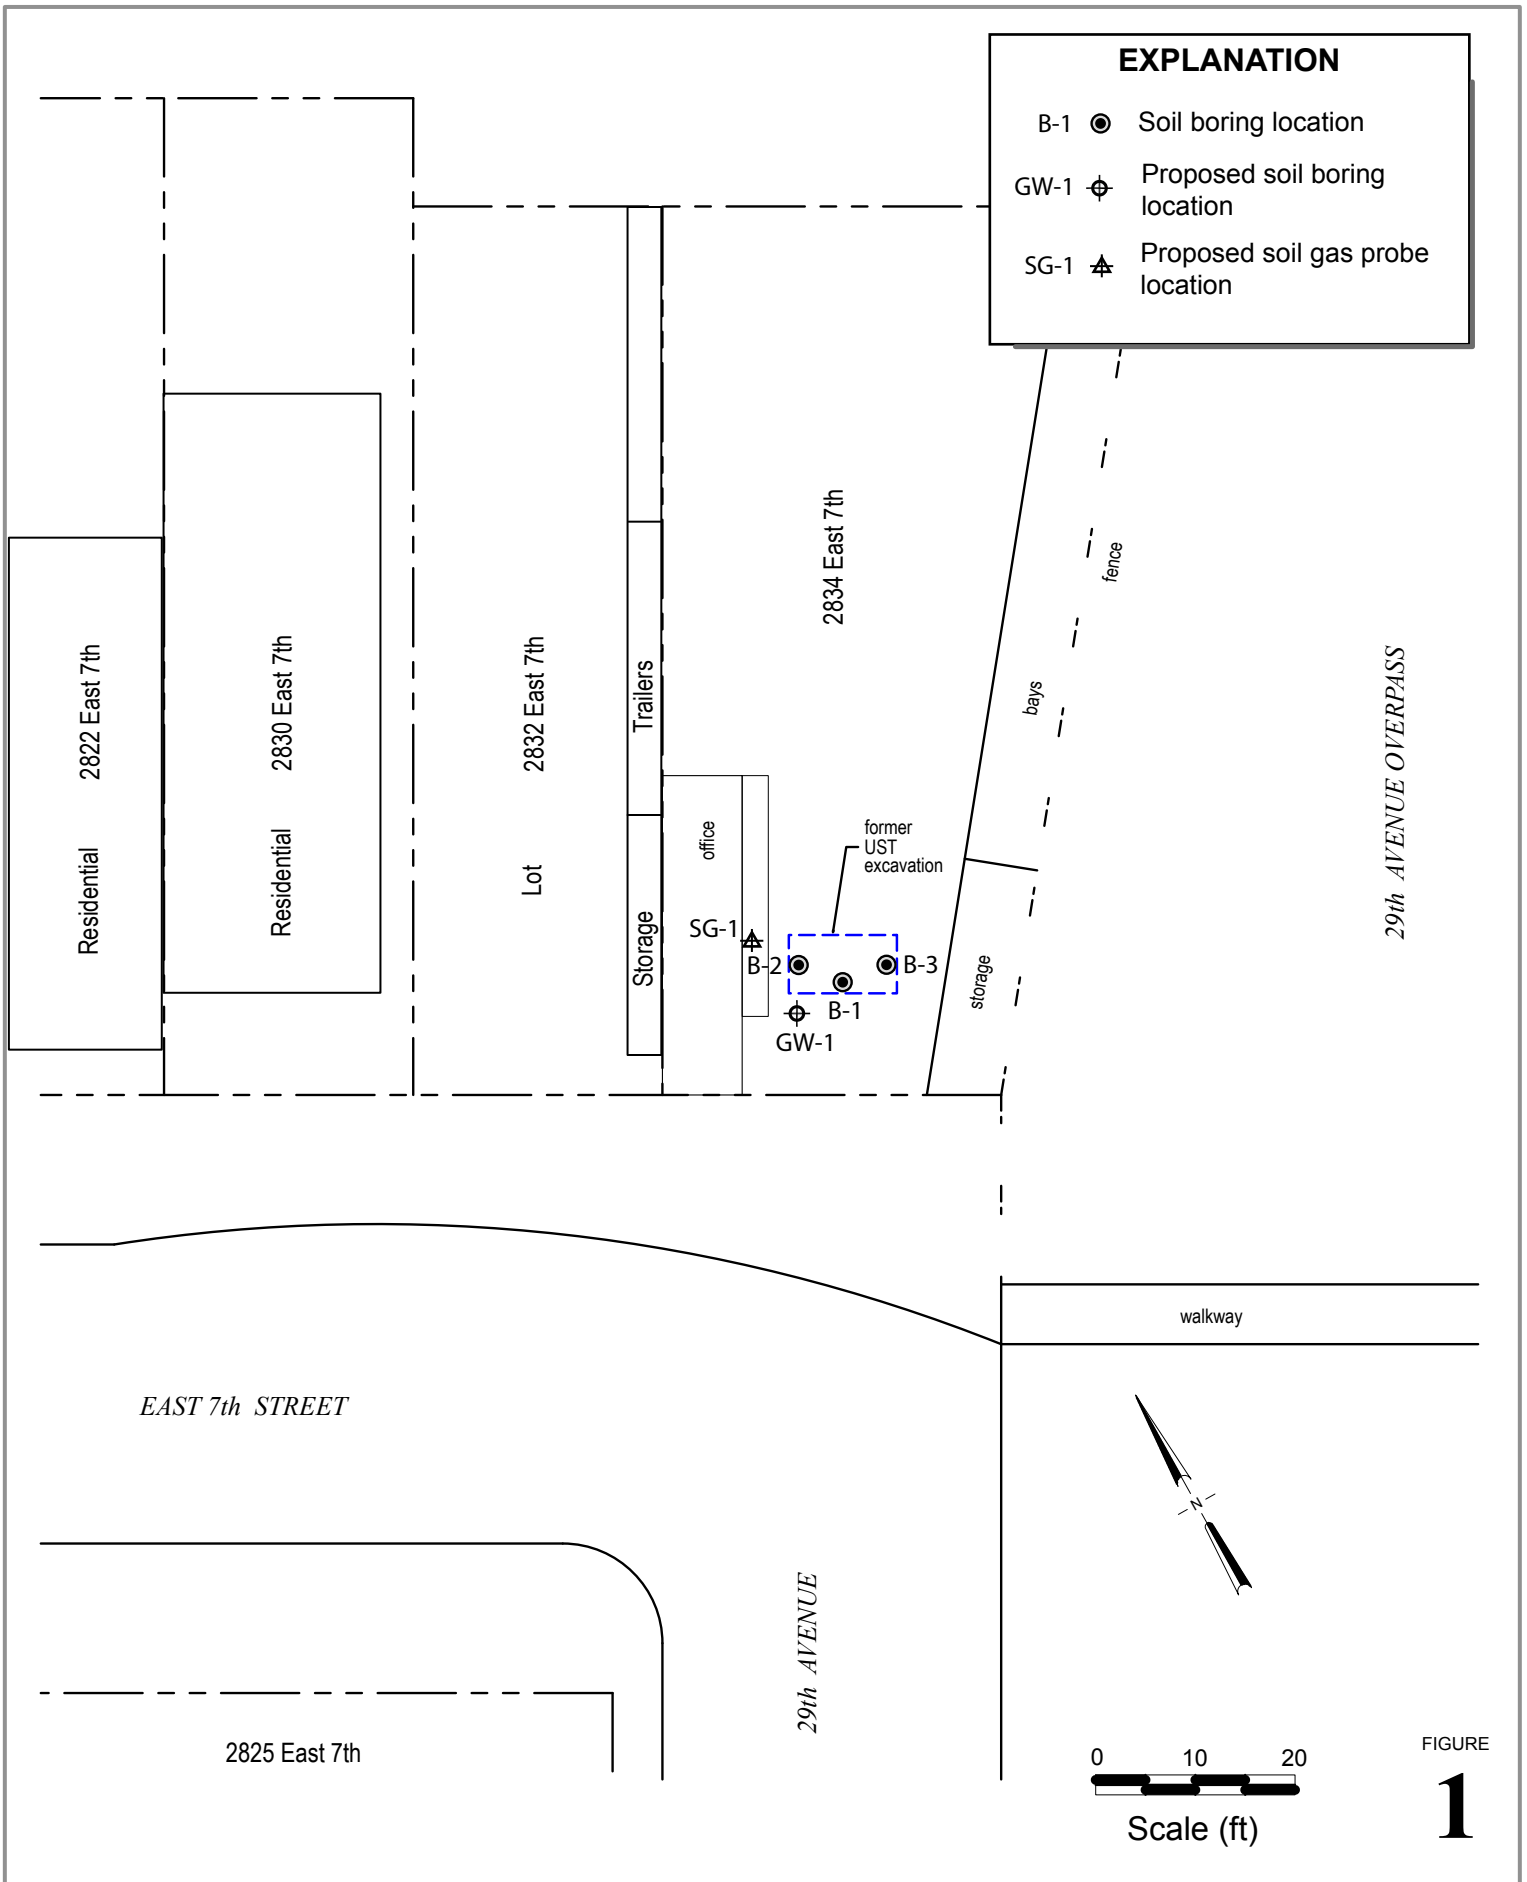 EXPLANATION
B-1 Soil boring location
GW-1 Proposed soil boring
location
SG-1 Proposed soil gas probe
location
2822 East 7th
Residential
2830 East 7th
Residential
2832 East 7th
Lot
Trailers
Storage
2834 East 7th
office
former
UST
excavation
SG-1
B-2
B-3
B-1
GW-1
fence
bays
storage
29th AVENUE OVERPASS
walkway
EAST 7th STREET
29th AVENUE
2825 East 7th
N
0 10 20
Scale (ft)
FIGURE
1